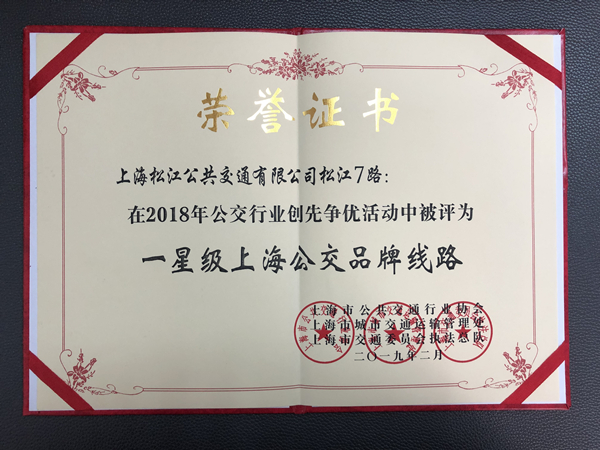 荣誉证书
上海松江公共交通有限公司松江7路:
在2018年公交行业创先争优活动中被评为
一星级上海公交品牌线路
上海市公共交通行业协会
上海市城市交通运输管理处
上海市交通委员会执法总队
二〇一九年二月